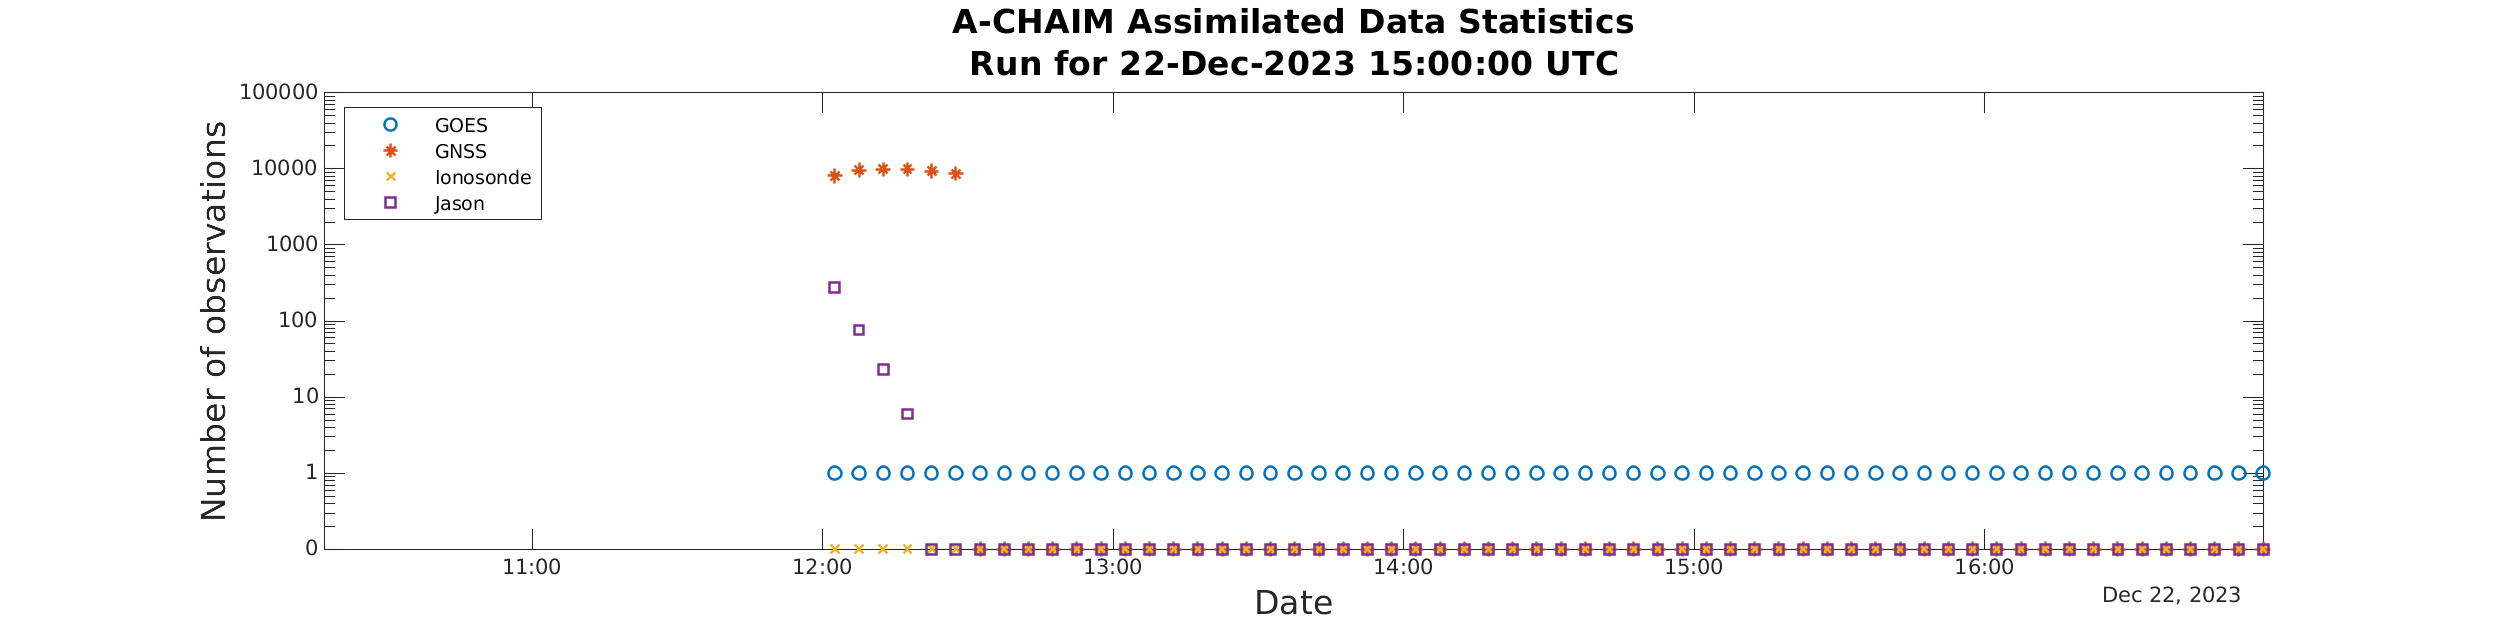 A-CHAIM Assimilated Data Statistics
Run for 22-Dec-2023 15:00:00 UTC
Number of observations
100000
10000
1000
100
10
1
0
GOES
GNSS
Ionosonde
Jason
11:00
12:00
13:00
14:00
15:00
16:00
Date
Dec 22, 2023